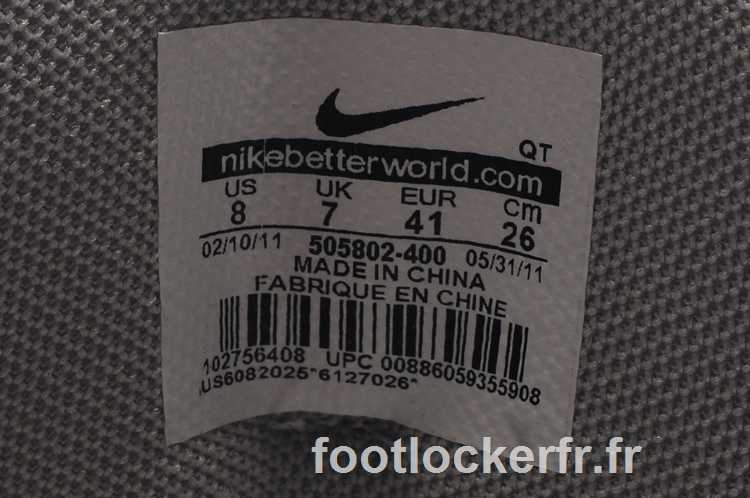 QT
nikebetterworld.com
US UK EUR Cm
8 7 41 26
02/10/11 505802-400 05/31/11
MADE IN CHINA
FABRIQUE EN CHINE
102756408 UPC 00886059355908
AUS6082025*6127026*
footlockerfr.fr